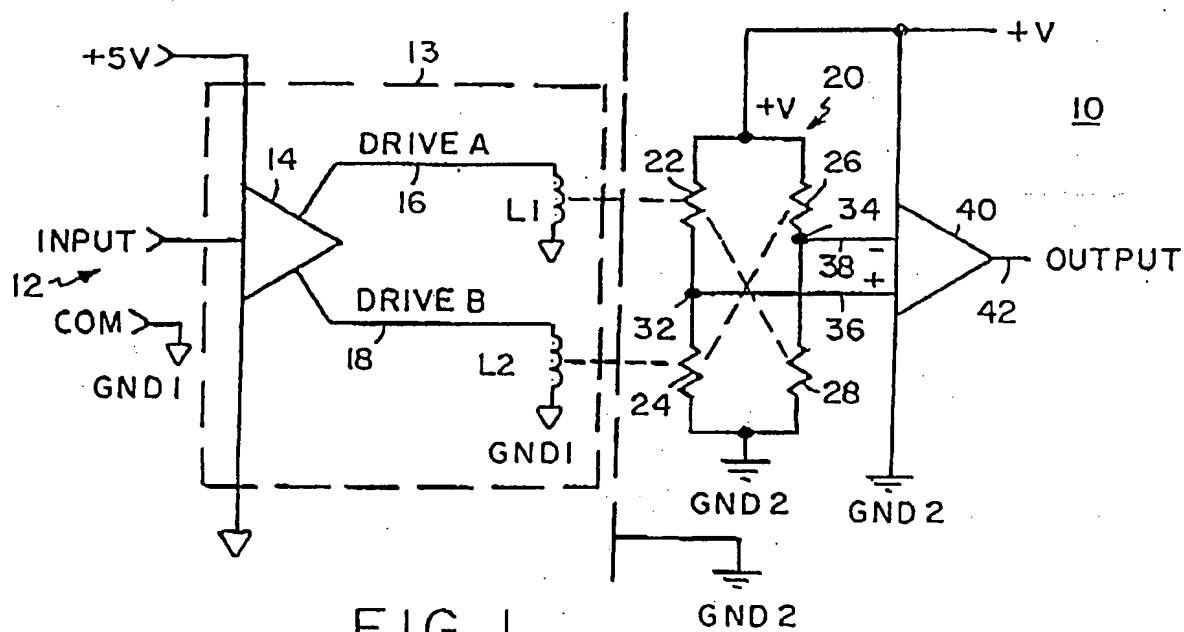 +5V
13
+V
10
+V
20
14
DRIVE A
16
22
26
L1
34
40
INPUT
12
38
-
+
OUTPUT
42
COM
GND1
DRIVE B
18
32
36
L2
24
28
GND1
GND 2
GND 2
GND 2
FIG. 1